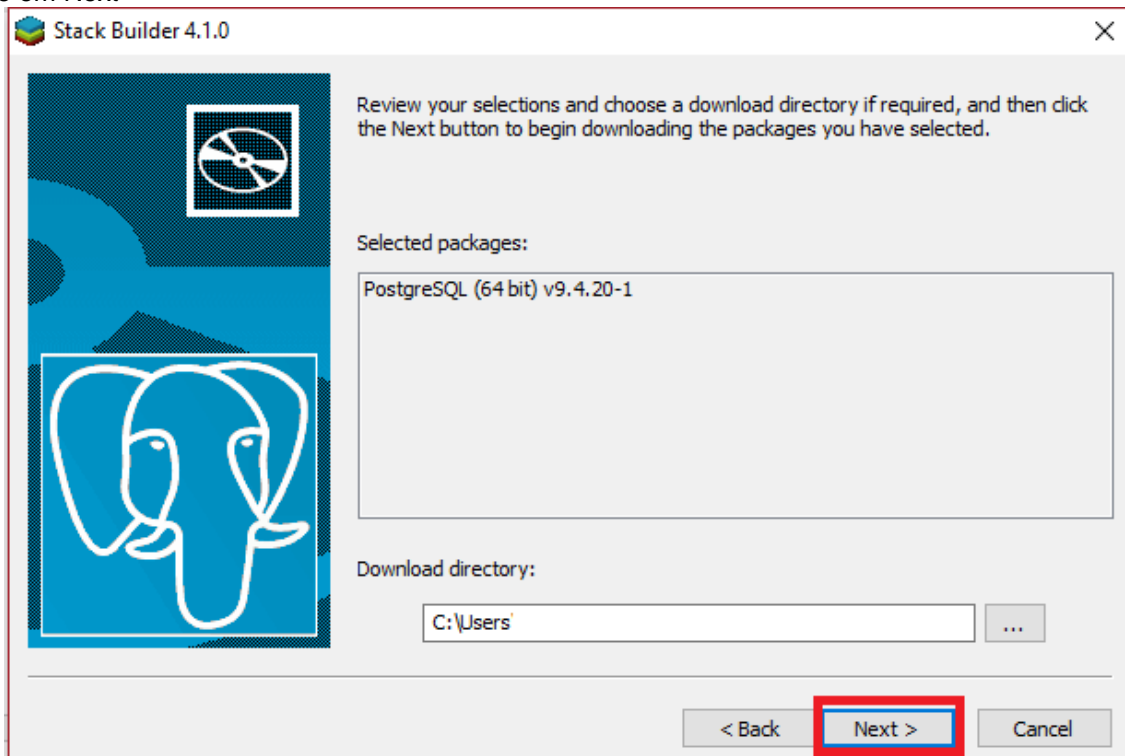 Stack Builder 4.1.0
Review your selections and choose a download directory if required, and then click
the Next button to begin downloading the packages you have selected.
Selected packages:
PostgreSQL (64 bit) v9.4.20-1
Download directory:
C:\Users
...
< Back
Next >
Cancel